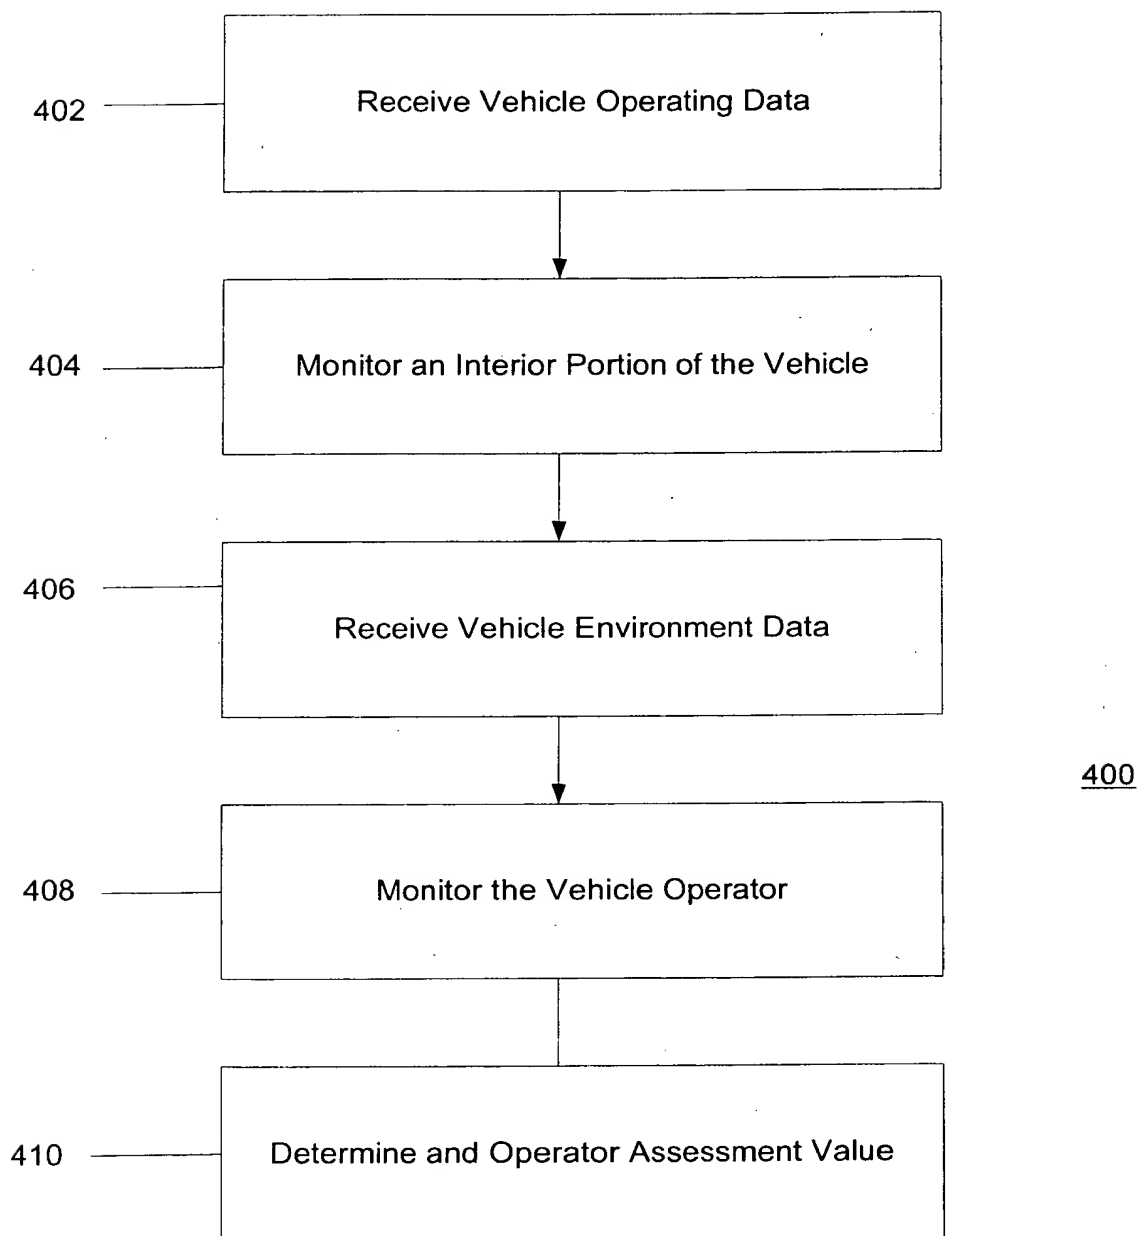 402
Receive Vehicle Operating Data
404
Monitor an Interior Portion of the Vehicle
406
Receive Vehicle Environment Data
400
408
Monitor the Vehicle Operator
410
Determine and Operator Assessment Value